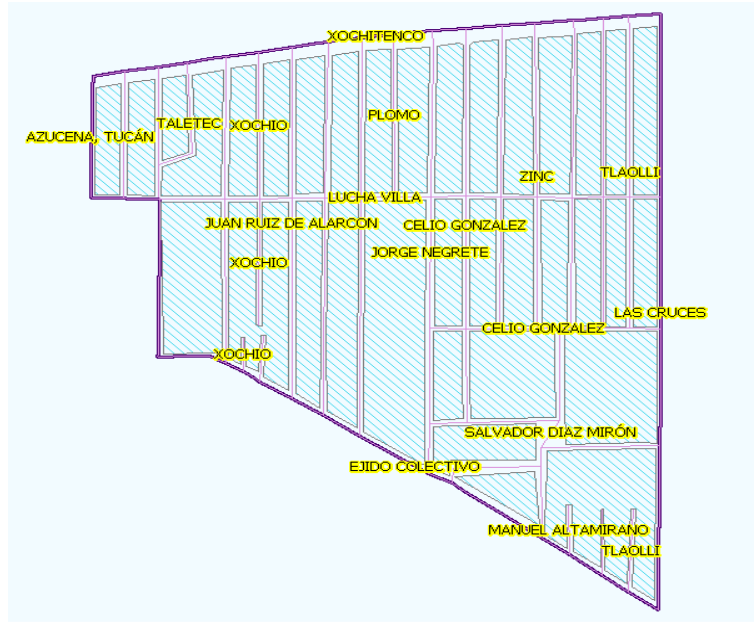 XOCHITENCO
PLOMO
TALETEC
XOCHIO
AZUCENA, TUCÁN
ZINC
TLAOLLI
LUCHA VILLA
JUAN RUIZ DE ALARCON
CELIO GONZALEZ
JORGE NEGRETE
XOCHIO
LAS CRUCES
CELIO GONZALEZ
XOCHIO
SALVADOR DIAZ MIRÓN
EJIDO COLECTIVO
MANUEL ALTAMIRANO
TLAOLLI